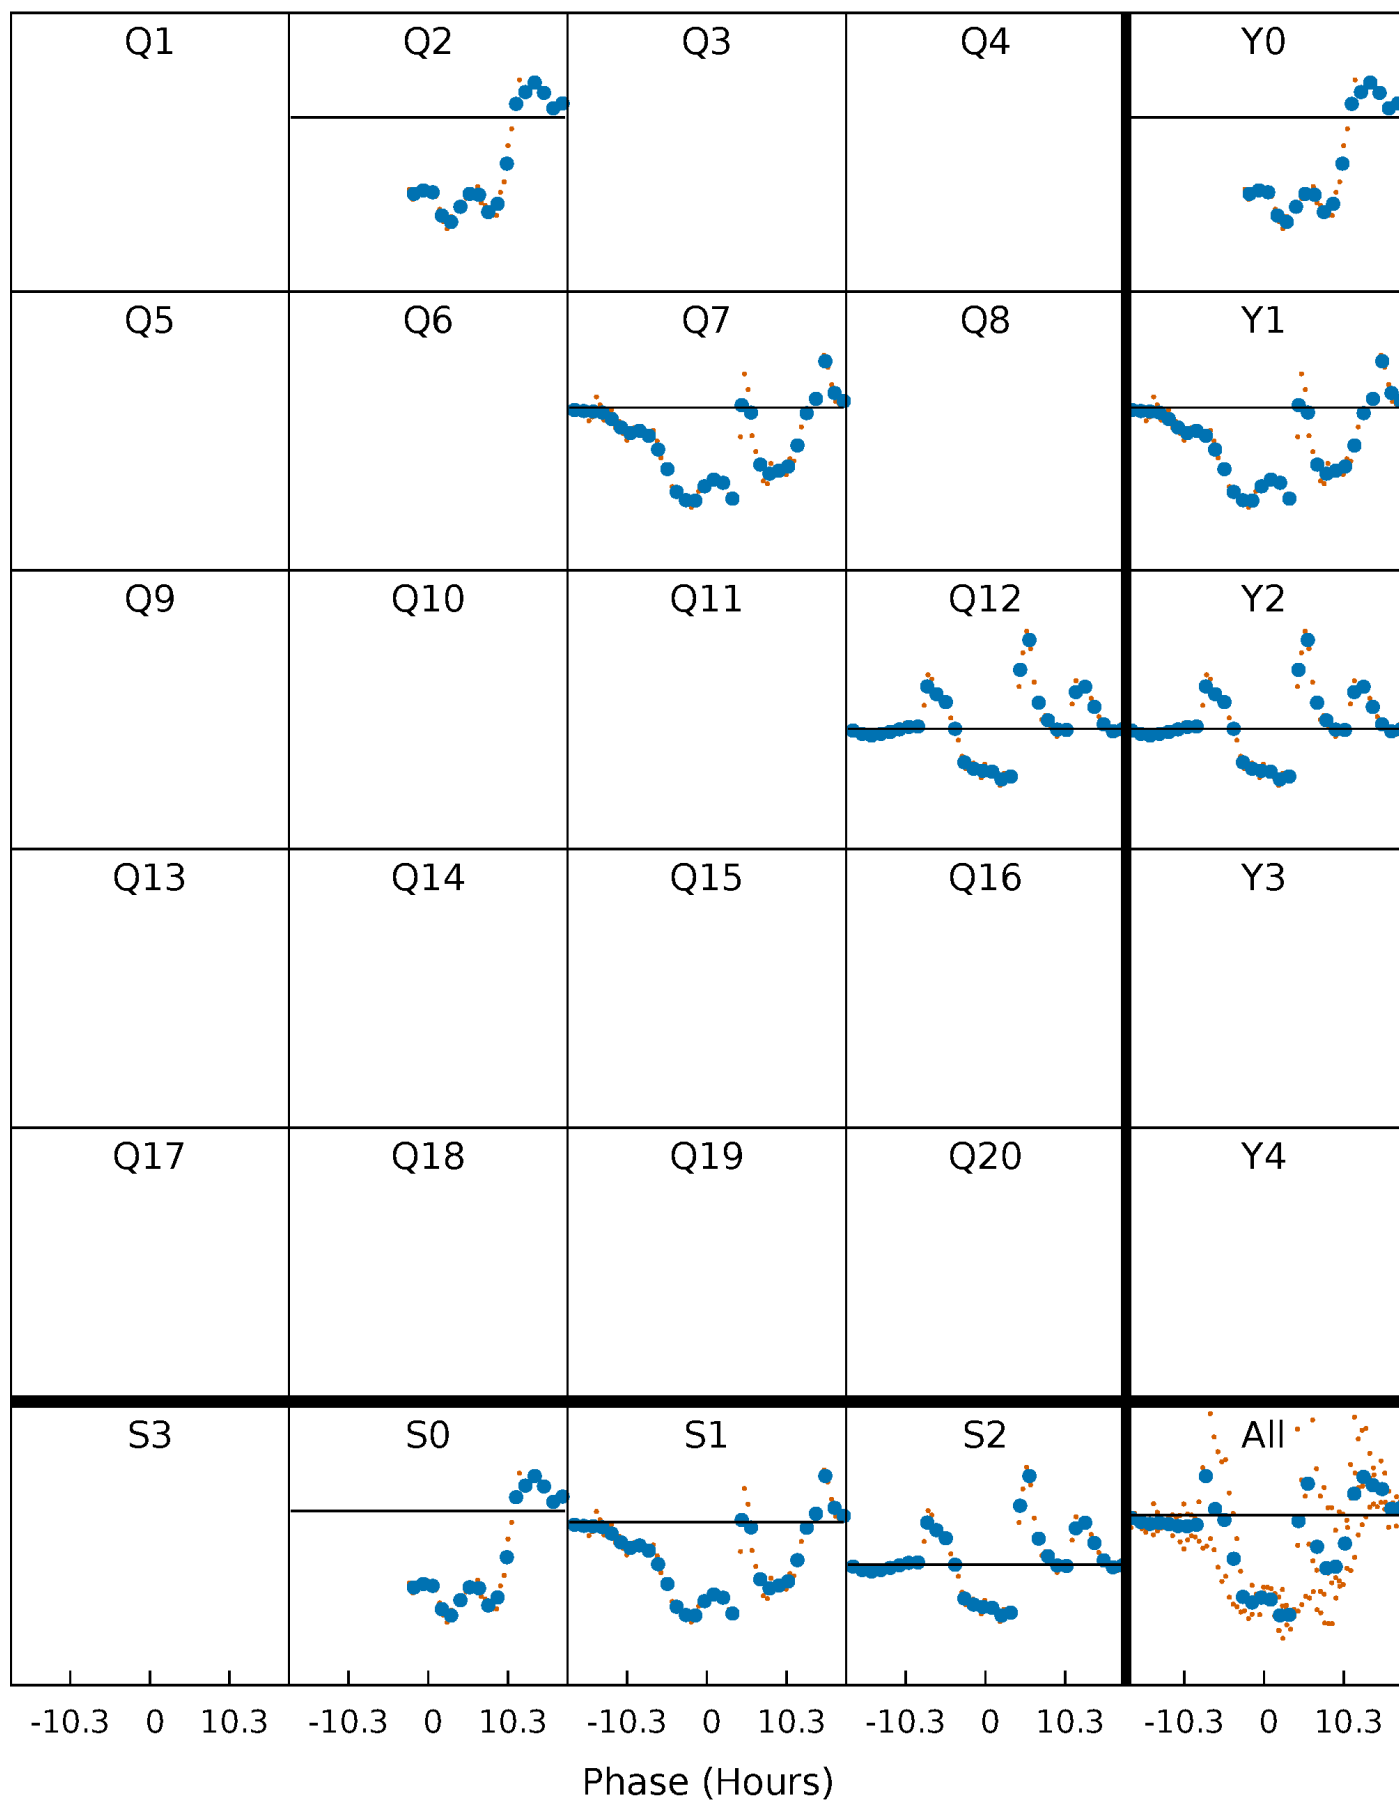 Q1 Q2 Q3 Q4 Y0
Q5 Q6 Q7 Q8 Y1
Q9 Q10 Q11 Q12 Y2
Q13 Q14 Q15 Q16 Y3
Q17 Q18 Q19 Q20 Y4
S3 S0 S1 S2 All
-10.3 0 10.3 -10.3 0 10.3 -10.3 0 10.3 -10.3 0 10.3 -10.3 0 10.3
Phase (Hours)